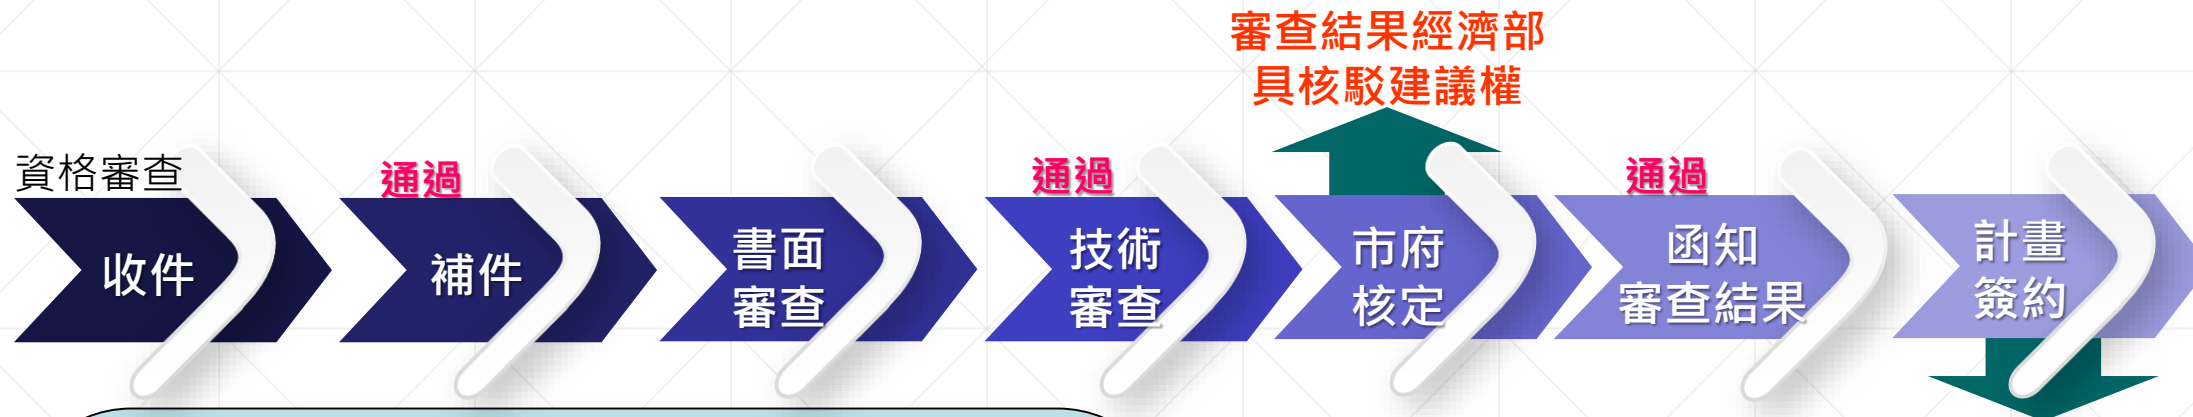 審查結果經濟部
具核駁建議權
資格審查
通過
通過
通過
收件
補件
書面
審查
技術
審查
市府
核定
函知
審查結果
計畫
簽約